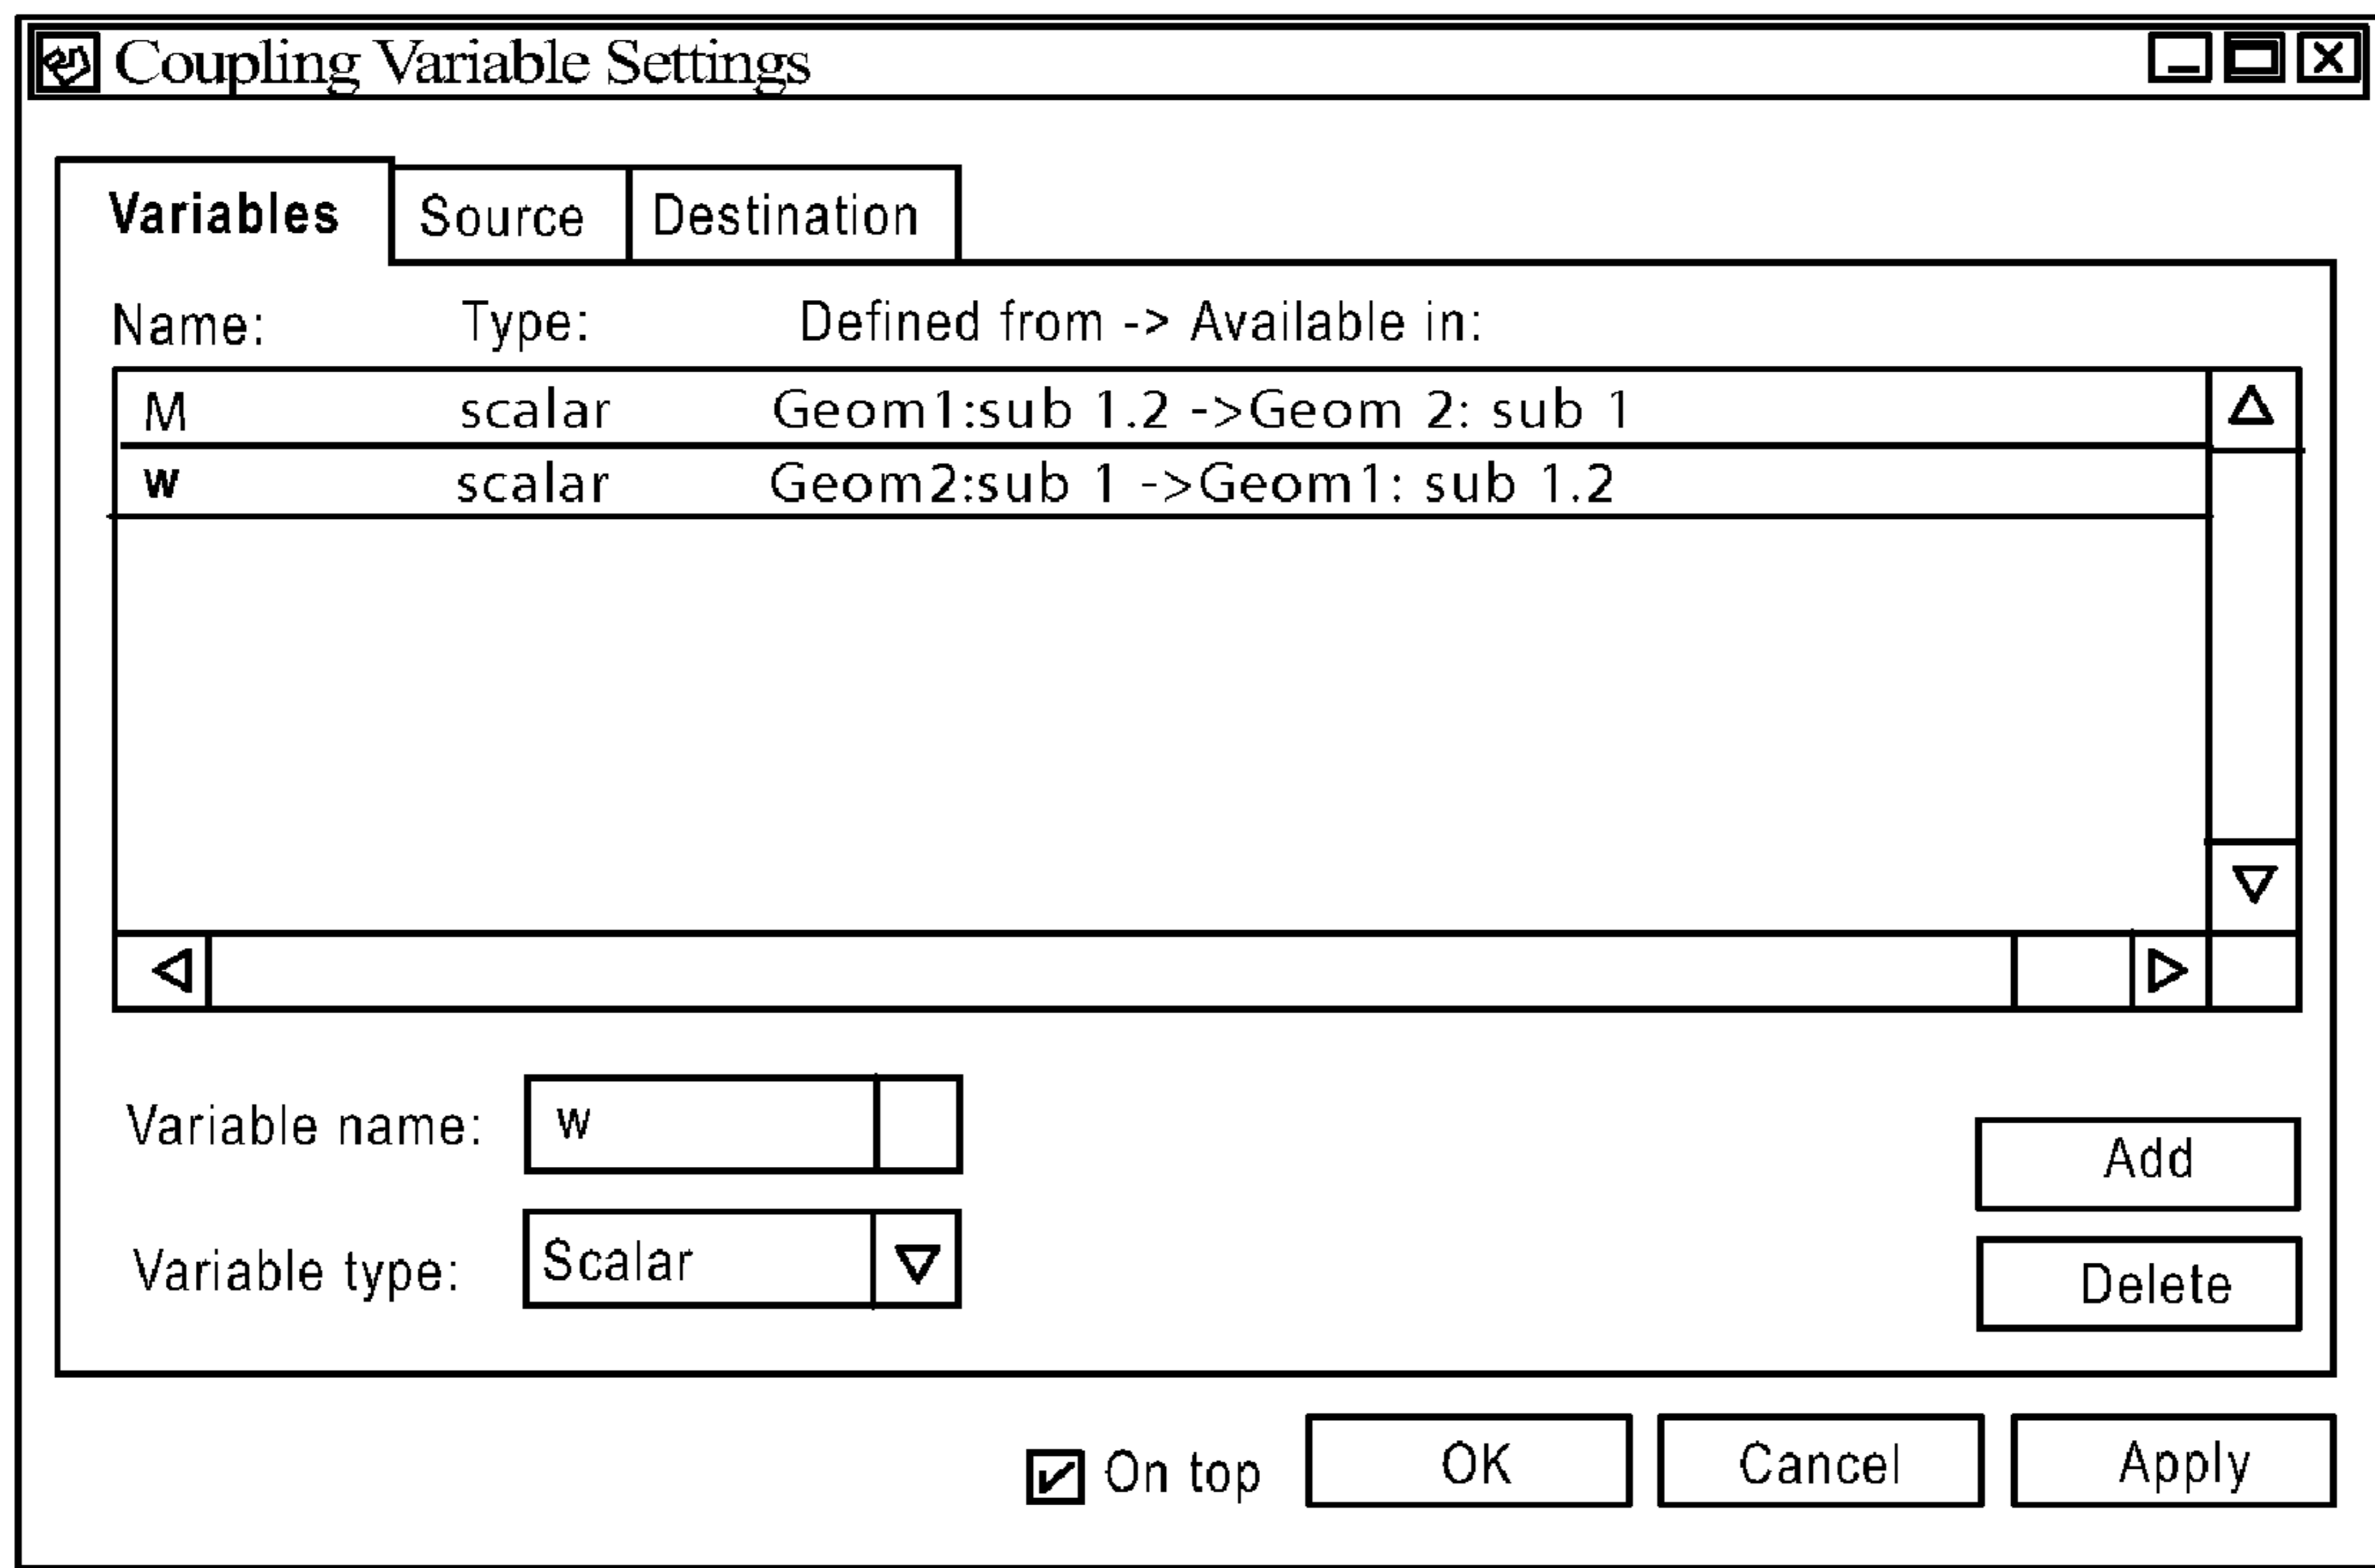 Coupling Variable Settings
Variables Source Destination
Name: Type: Defined from -> Available in:
M scalar Geom1:sub 1.2 ->Geom 2: sub 1
w scalar Geom2:sub 1 ->Geom1: sub 1.2
Variable name: w
Add
Variable type: Scalar
Delete
On top OK Cancel Apply